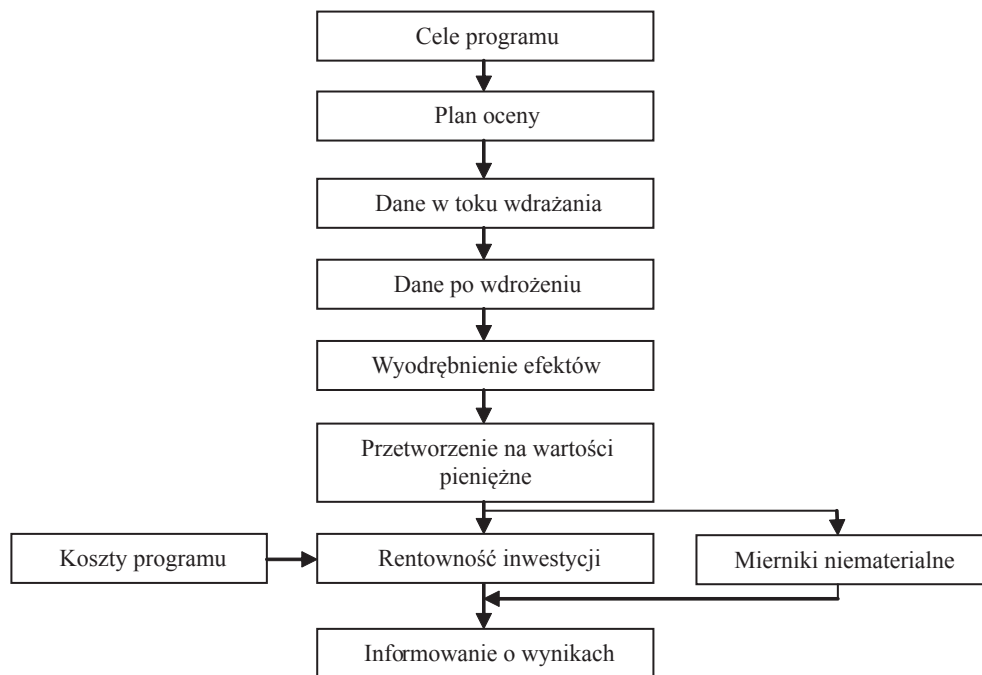 Cele programu
Plan oceny
Dane w toku wdrażania
Dane po wdrożeniu
Wyodrębnienie efektów
Przetworzenie na wartości
pieniężne
Koszty programu
Rentowność inwestycji
Mierniki niematerialne
Informowanie o wynikach